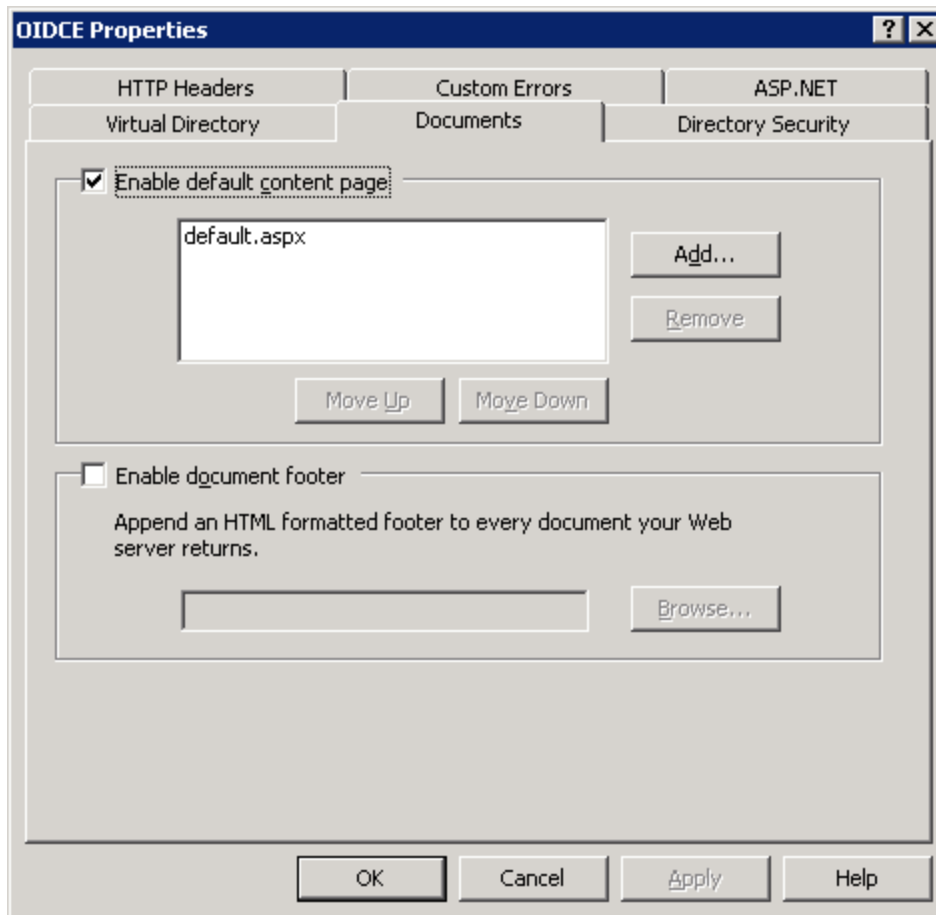 OIDCE Properties
HTTP Headers Custom Errors ASP.NET
Virtual Directory Documents Directory Security
Enable default content page
default.aspx
Add...
Remove
Move Up Move Down
Enable document footer
Append an HTML formatted footer to every document your Web
server returns.
Browse...
OK Cancel Apply Help